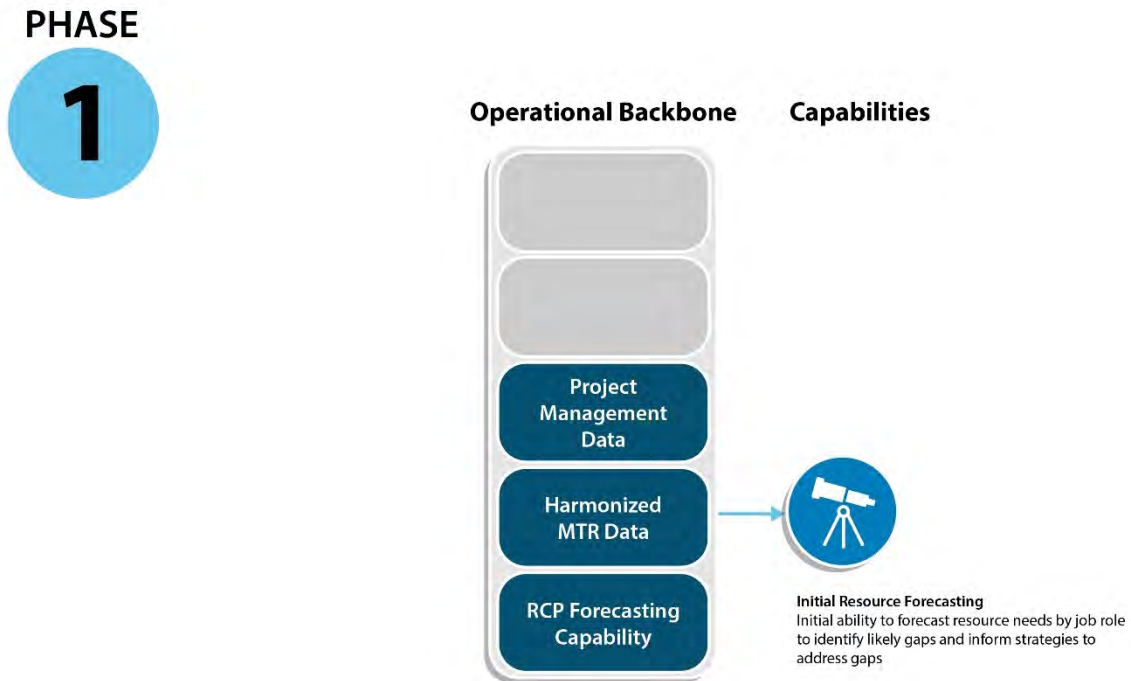 PHASE
1
Operational Backbone
Capabilities
Project
Management
Data
Harmonized
MTR Data
RCP Forecasting
Capability
Initial Resource Forecasting
Initial ability to forecast resource needs by job role
to identify likely gaps and inform strategies to
address gaps